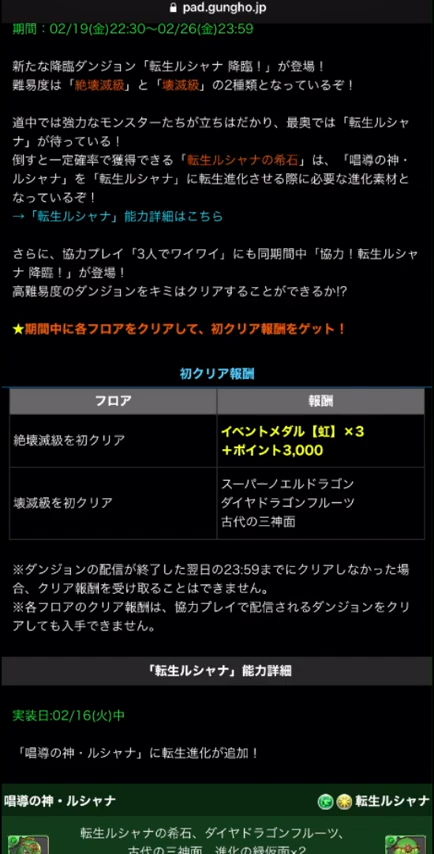 pad.gungho.jp
期間：02/19(金)22:30〜02/26(金)23:59
新たな降臨ダンジョン「転生ルシャナ 降臨！」が登場！
難易度は「絶壊滅級」と「壊滅級」の2種類となっているぞ！
道中では強力なモンスターたちが立ちはだかり、最奥では「転生ルシャ
ナ」が待っている！
倒すと一定確率で獲得できる「転生ルシャナの希石」は、「唱導の神・
ルシャナ」を「転生ルシャナ」に転生進化させる際に必要な進化素材と
なっているぞ！
→「転生ルシャナ」能力詳細はこちら
さらに、協力プレイ「3人でワイワイ」にも同期間中「協力！転生ルシャ
ナ 降臨！」が登場！
高難易度のダンジョンをキミはクリアすることができるか!?
★期間中に各フロアをクリアして、初クリア報酬をゲット！
初クリア報酬
フロア 報酬
絶壊滅級を初クリア イベントメダル【虹】×3
＋ポイント3,000
壊滅級を初クリア スーパーノエルドラゴン
ダイヤドラゴンフルーツ
古代の三神面
※ダンジョンの配信が終了した翌日の23:59までにクリアしなかった場
合、クリア報酬を受け取ることはできません。
※各フロアのクリア報酬は、協力プレイで配信されるダンジョンをクリ
アしても入手できません。
「転生ルシャナ」能力詳細
実装日:02/16(火)中
「唱導の神・ルシャナ」に転生進化が追加！
唱導の神・ルシャナ 転生ルシャナ
転生ルシャナの希石、ダイヤドラゴンフルーツ、
古代の三神面、進化の緑仮面×2